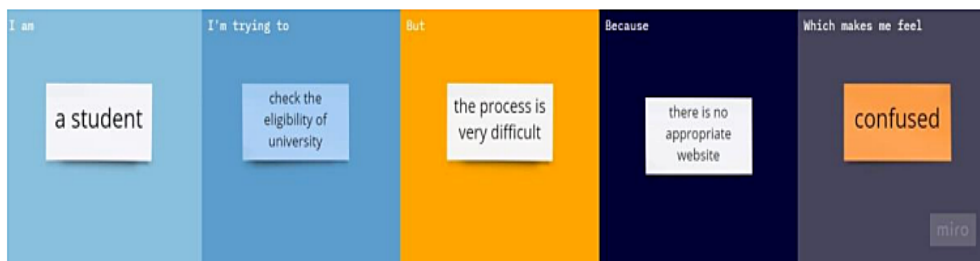 I am
a student
I'm trying to
check the
eligibility of
university
But
the process is
very difficult
Because
there is no
appropriate
website
Which makes me feel
confused
miro